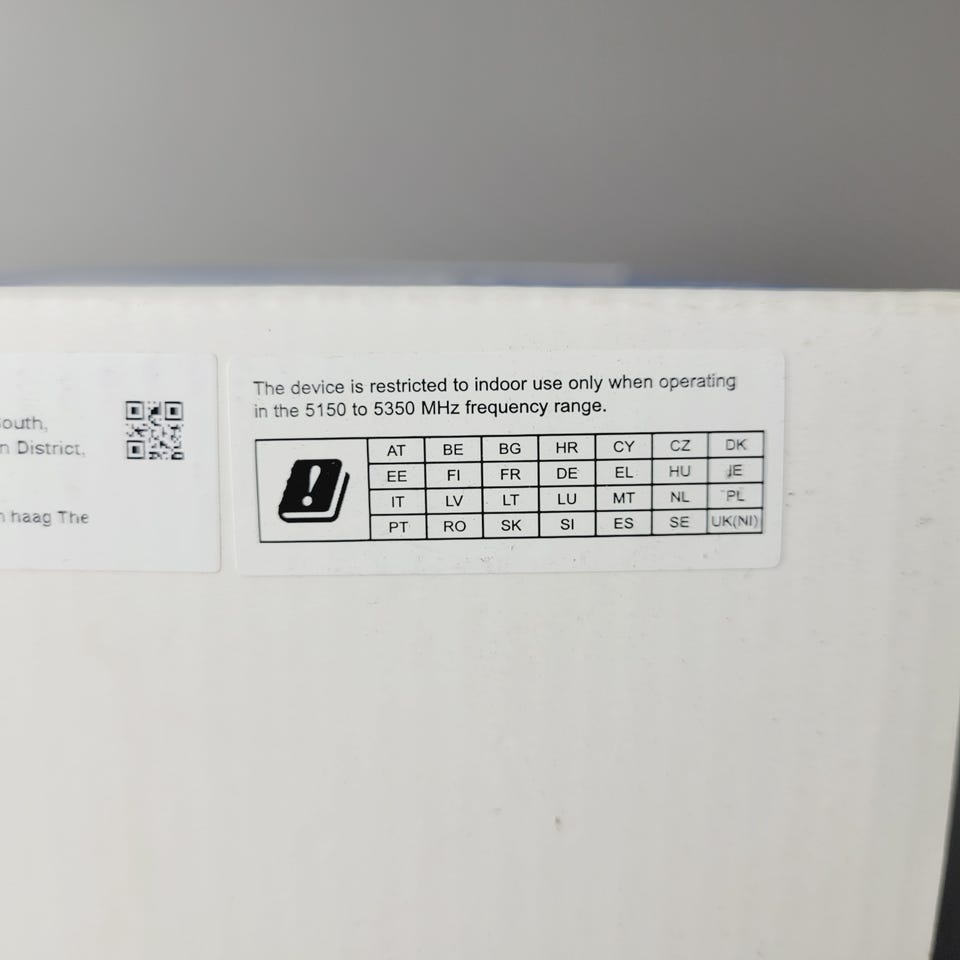 South,
n District,
n haag The
The device is restricted to indoor use only when operating
in the 5150 to 5350 MHz frequency range.
AT BE BG HR CY CZ DK
EE FI FR DE EL HU IE
IT LV LT LU MT NL PL
PT RO SK SI ES SE UK(NI)